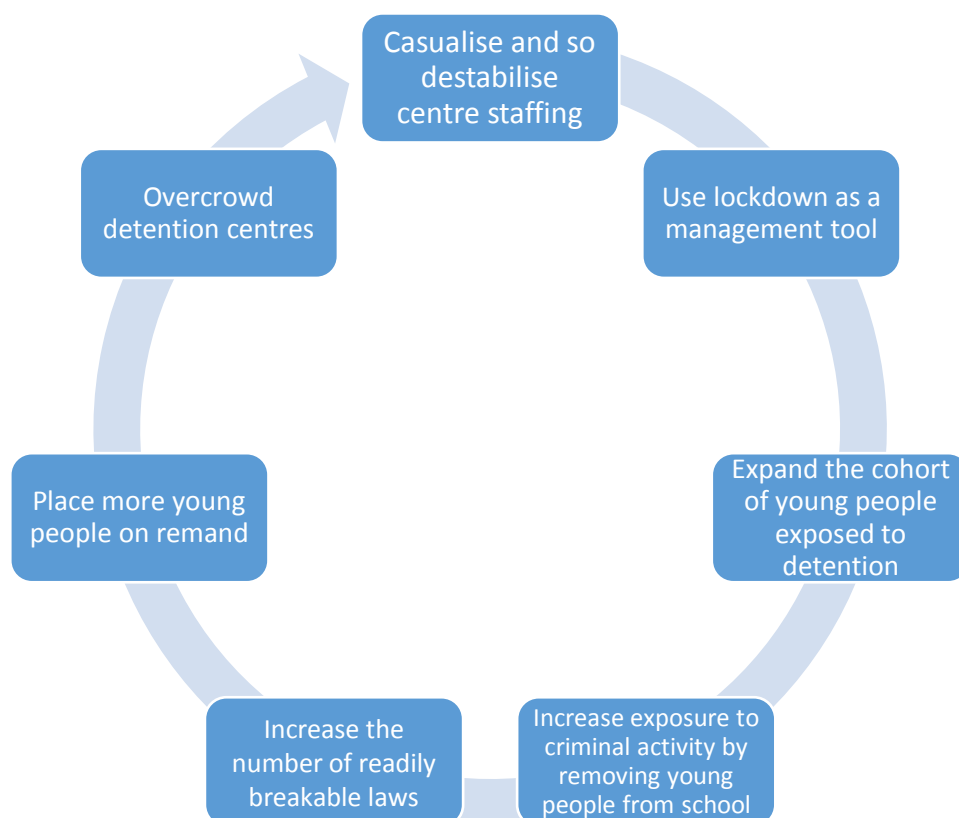 Casualise and so
destabilise
centre staffing
Use lockdown as a
management tool
Expand the cohort
of young people
exposed to
detention
Increase exposure to
criminal activity by
removing young
people from school
Increase the
number of readily
breakable laws
Place more young
people on remand
Overcrowd
detention centres